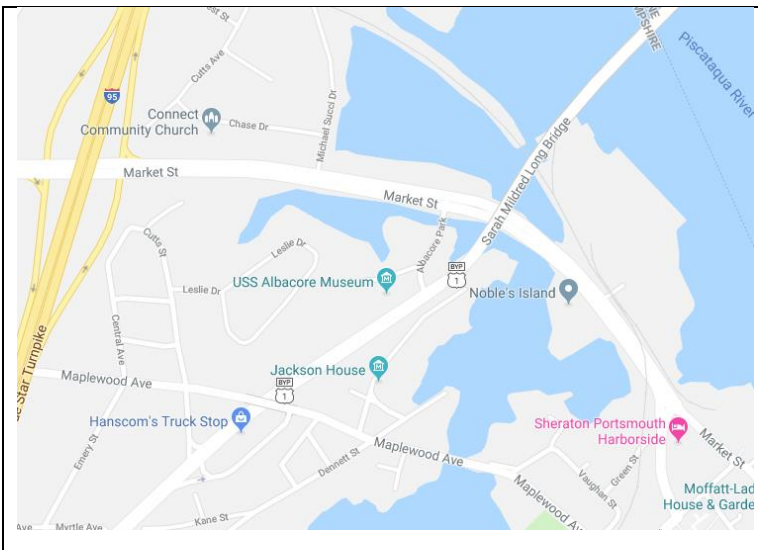 ost St
NE
MPSHIRE
Piscataqua River
Cutts Ave
95
Connect
Community Church
Chase Dr
Michael Succi Dr
Sarah Mildred Long Bridge
Market St
Market St
Cutts St
Leslie Dr
Albacore Park
BYP
1
USS Albacore Museum
Leslie Dr
Noble's Island
Central Ave
e Star Turnpike
Jackson House
Maplewood Ave
BYP
1
Hanscom's Truck Stop
Sheraton Portsmouth
Harborside
Emery St
Maplewood Ave
Market St
Dennett St
Green St
Vaughan St
Maplewood Av
Moffatt-Lad
House & Garde
Kane St
Ave
Myrtle Ave